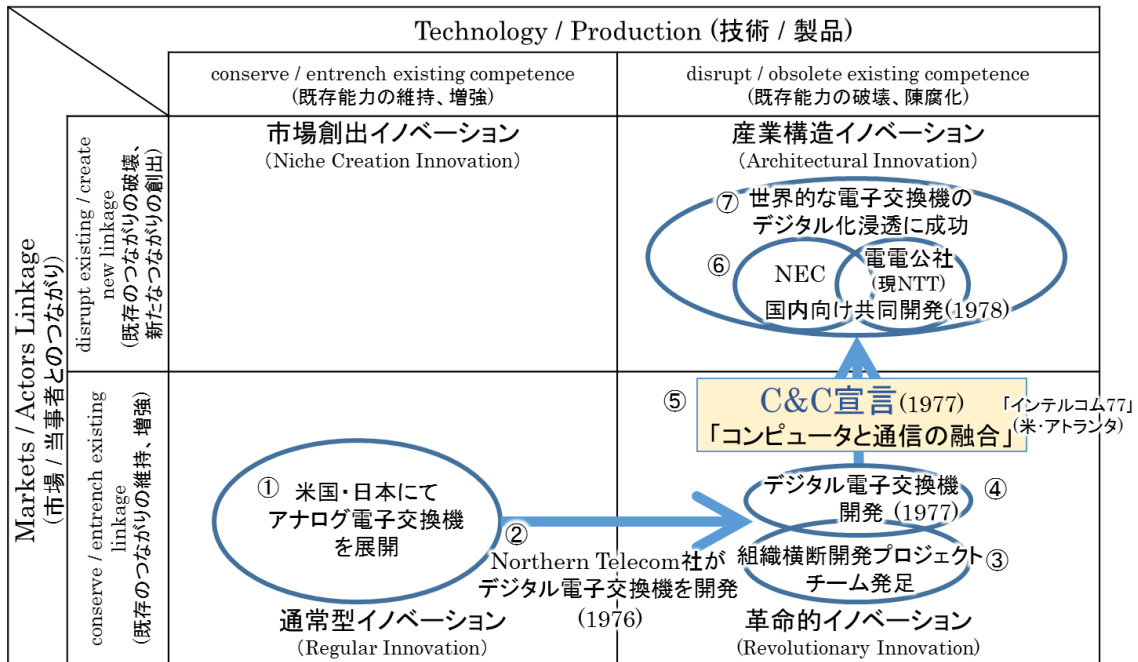 Technology / Production (技術 / 製品)
conserve / entrench existing competence
(既存能力の維持、増強)
disrupt / obsolete existing competence
(既存能力の破壊、陳腐化)
Markets / Actors Linkage
(市場 / 当事者とのつながり)
disrupt existing / create
new linkage
(既存のつながりの破壊、
新たなつながりの創出)
市場創出イノベーション
(Niche Creation Innovation)
産業構造イノベーション
(Architectural Innovation)
⑦ 世界的な電子交換機の
デジタル化浸透に成功
⑥ NEC
電電公社
(現NTT)
国内向け共同開発(1978)
⑤ C&C宣言(1977)
「コンピュータと通信の融合」
「インテルコム77」
(米・アトランタ)
conserve / entrench existing
linkage
(既存のつながりの維持、増強)
① 米国・日本にて
アナログ電子交換機
を展開
②
Northern Telecom社が
デジタル電子交換機を開発
(1976)
デジタル電子交換機 ④
開発(1977)
組織横断開発プロジェクト ③
チーム発足
通常型イノベーション
(Regular Innovation)
革命的イノベーション
(Revolutionary Innovation)